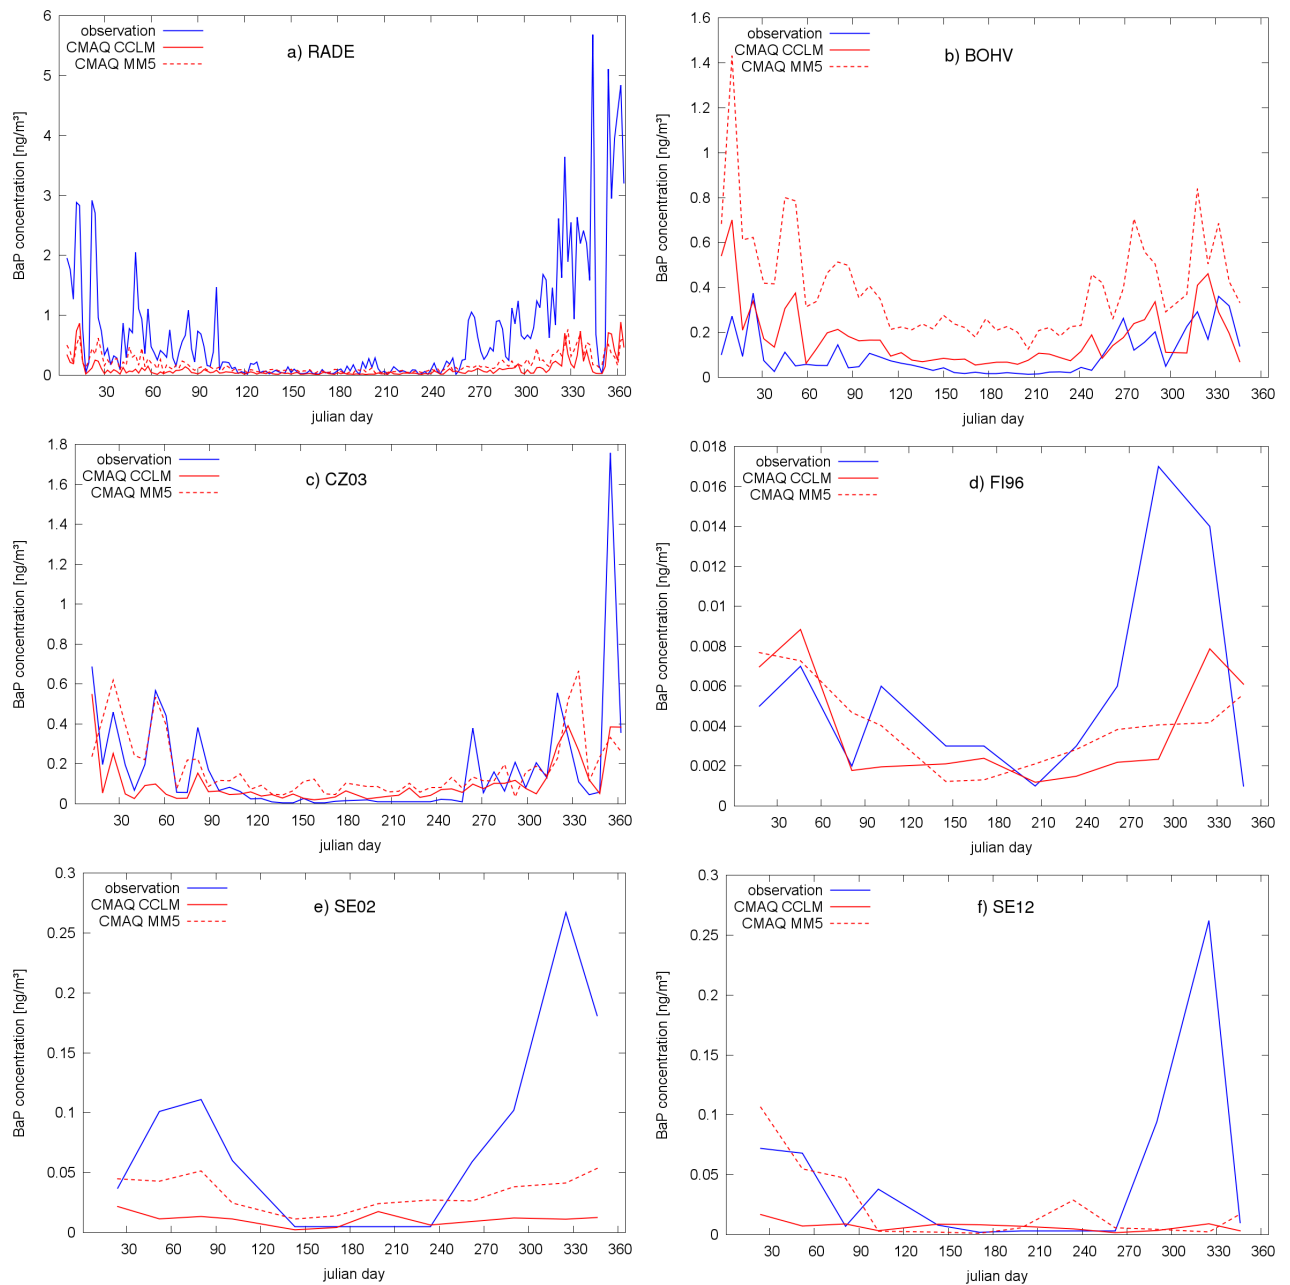 a) RADE
observation
CMAQ CCLM
CMAQ MM5
BaP concentration [ng/m³]
6
5
4
3
2
1
0
30 60 90 120 150 180 210 240 270 300 330 360
julian day
b) BOHV
observation
CMAQ CCLM
CMAQ MM5
BaP concentration [ng/m³]
1.6
1.4
1.2
1
0.8
0.6
0.4
0.2
0
30 60 90 120 150 180 210 240 270 300 330 360
julian day
c) CZ03
observation
CMAQ CCLM
CMAQ MM5
BaP concentration [ng/m³]
1.8
1.6
1.4
1.2
1
0.8
0.6
0.4
0.2
0
30 60 90 120 150 180 210 240 270 300 330 360
julian day
d) FI96
observation
CMAQ CCLM
CMAQ MM5
BaP concentration [ng/m³]
0.018
0.016
0.014
0.012
0.01
0.008
0.006
0.004
0.002
0
30 60 90 120 150 180 210 240 270 300 330 360
julian day
e) SE02
observation
CMAQ CCLM
CMAQ MM5
BaP concentration [ng/m³]
0.3
0.25
0.2
0.15
0.1
0.05
0
30 60 90 120 150 180 210 240 270 300 330 360
julian day
f) SE12
observation
CMAQ CCLM
CMAQ MM5
BaP concentration [ng/m³]
0.3
0.25
0.2
0.15
0.1
0.05
0
30 60 90 120 150 180 210 240 270 300 330 360
julian day